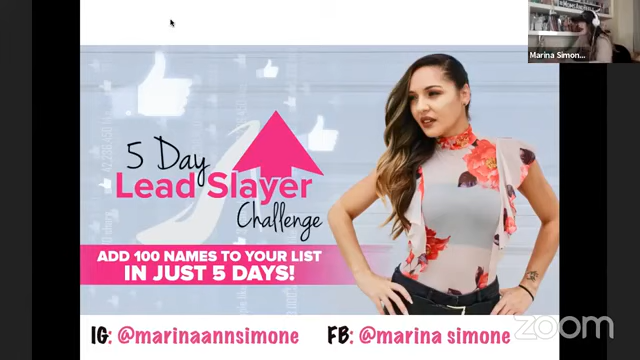 Marina Simon...
5 Day
Lead Slayer
Challenge
ADD 100 NAMES TO YOUR LIST
IN JUST 5 DAYS!
IG: @marinaannsimone FB: @marina simone
zoom